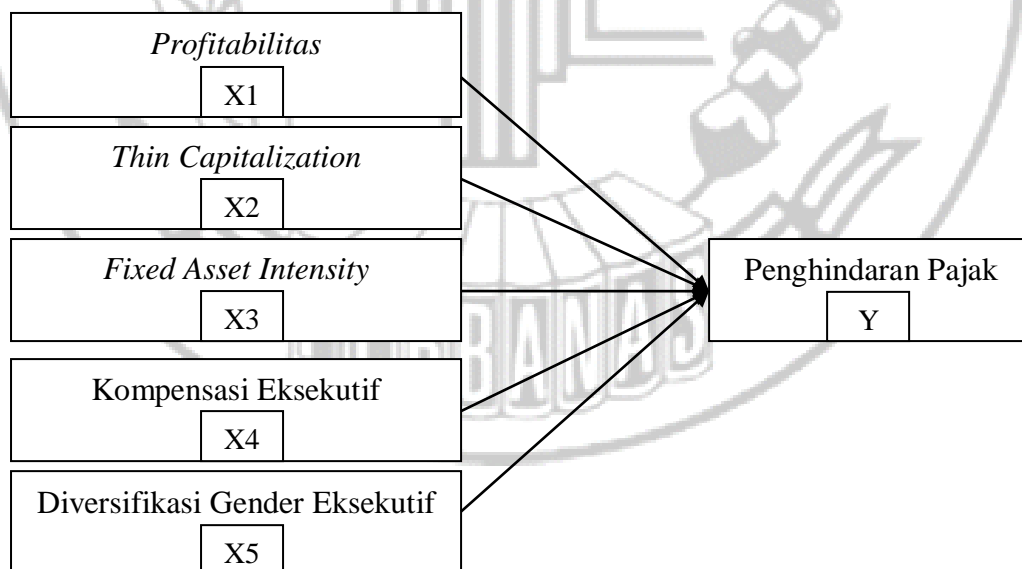 Profitabilitas
X1
Thin Capitalization
X2
Fixed Asset Intensity
X3
Penghindaran Pajak
Y
Kompensasi Eksekutif
X4
Diversifikasi Gender Eksekutif
X5